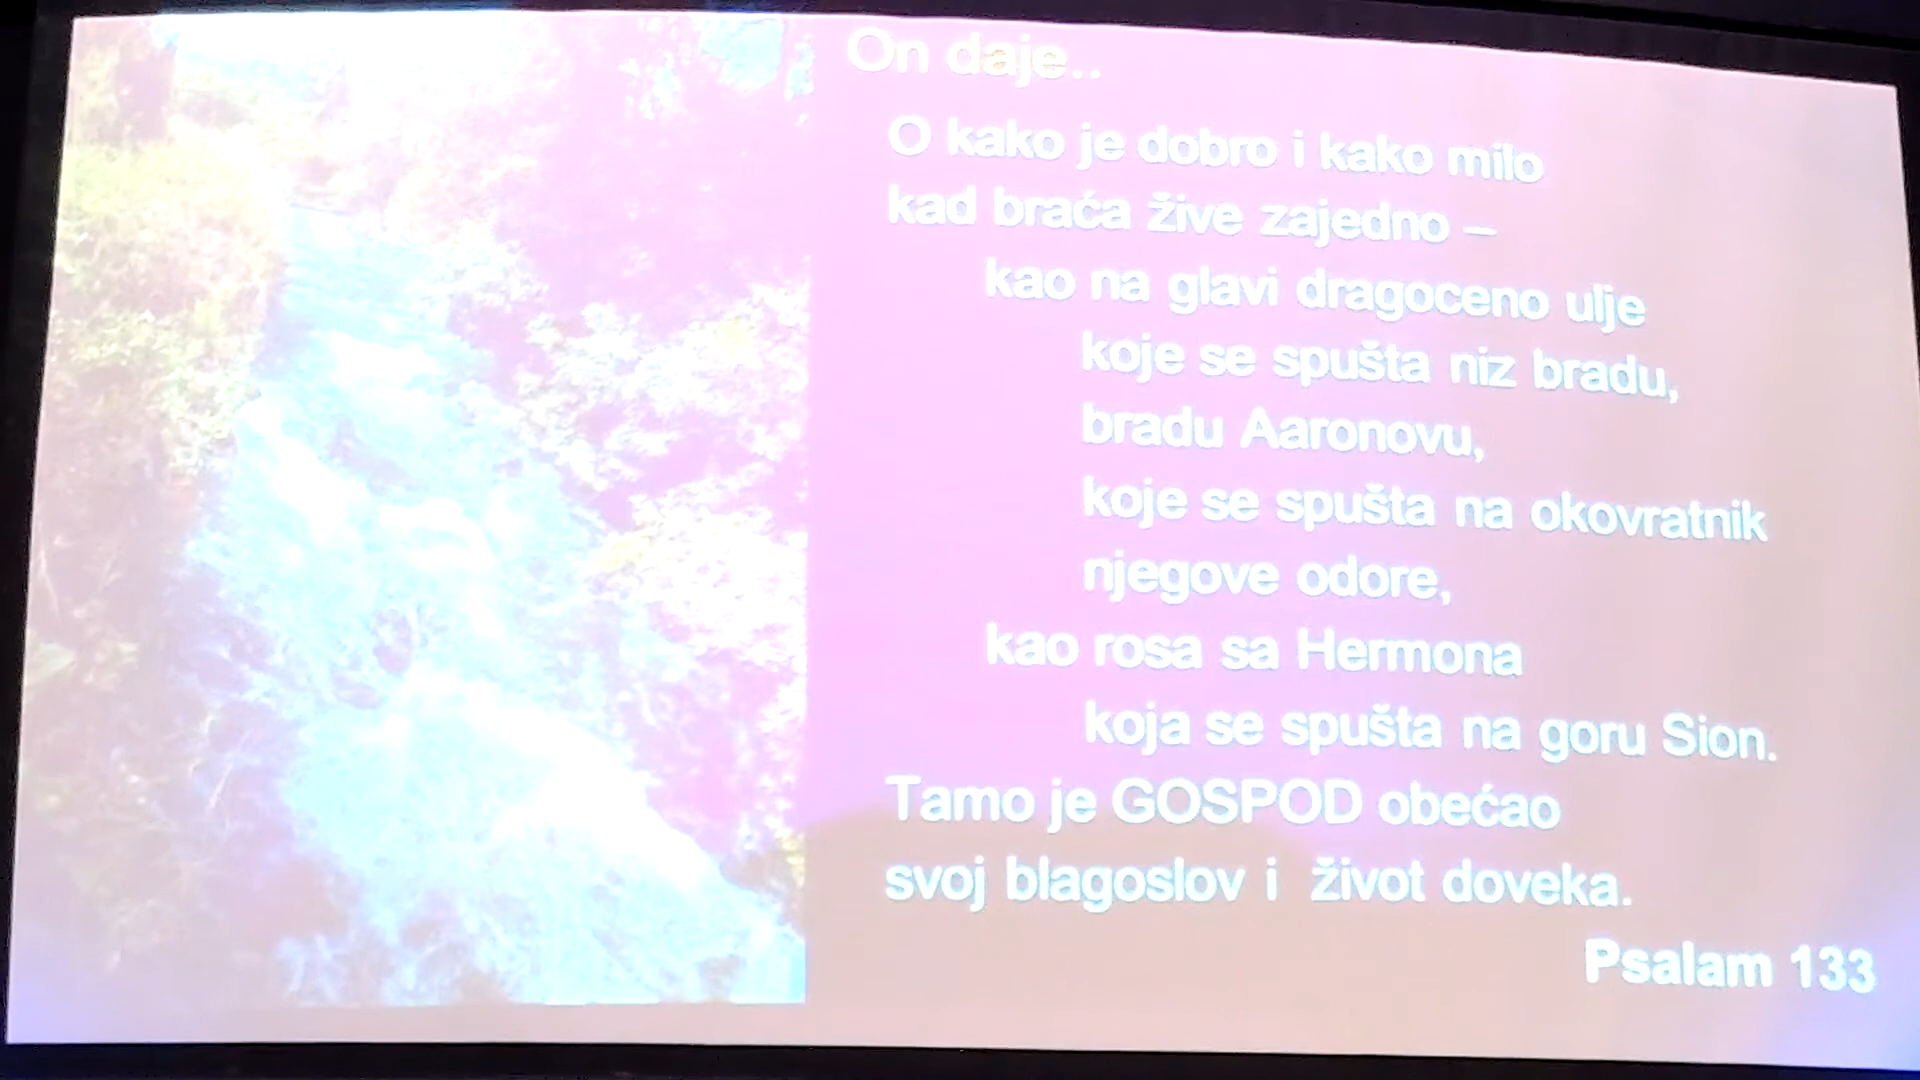 On daje..
O kako je dobro i kako milo
kad braća žive zajedno –
kao na glavi dragoceno ulje
koje se spušta niz bradu,
bradu Aaronovu,
koje se spušta na okovratnik
njegove odore,
kao rosa sa Hermona
koja se spušta na goru Sion.
Tamo je GOSPOD obećao
svoj blagoslov i  život doveka.
Psalam 133